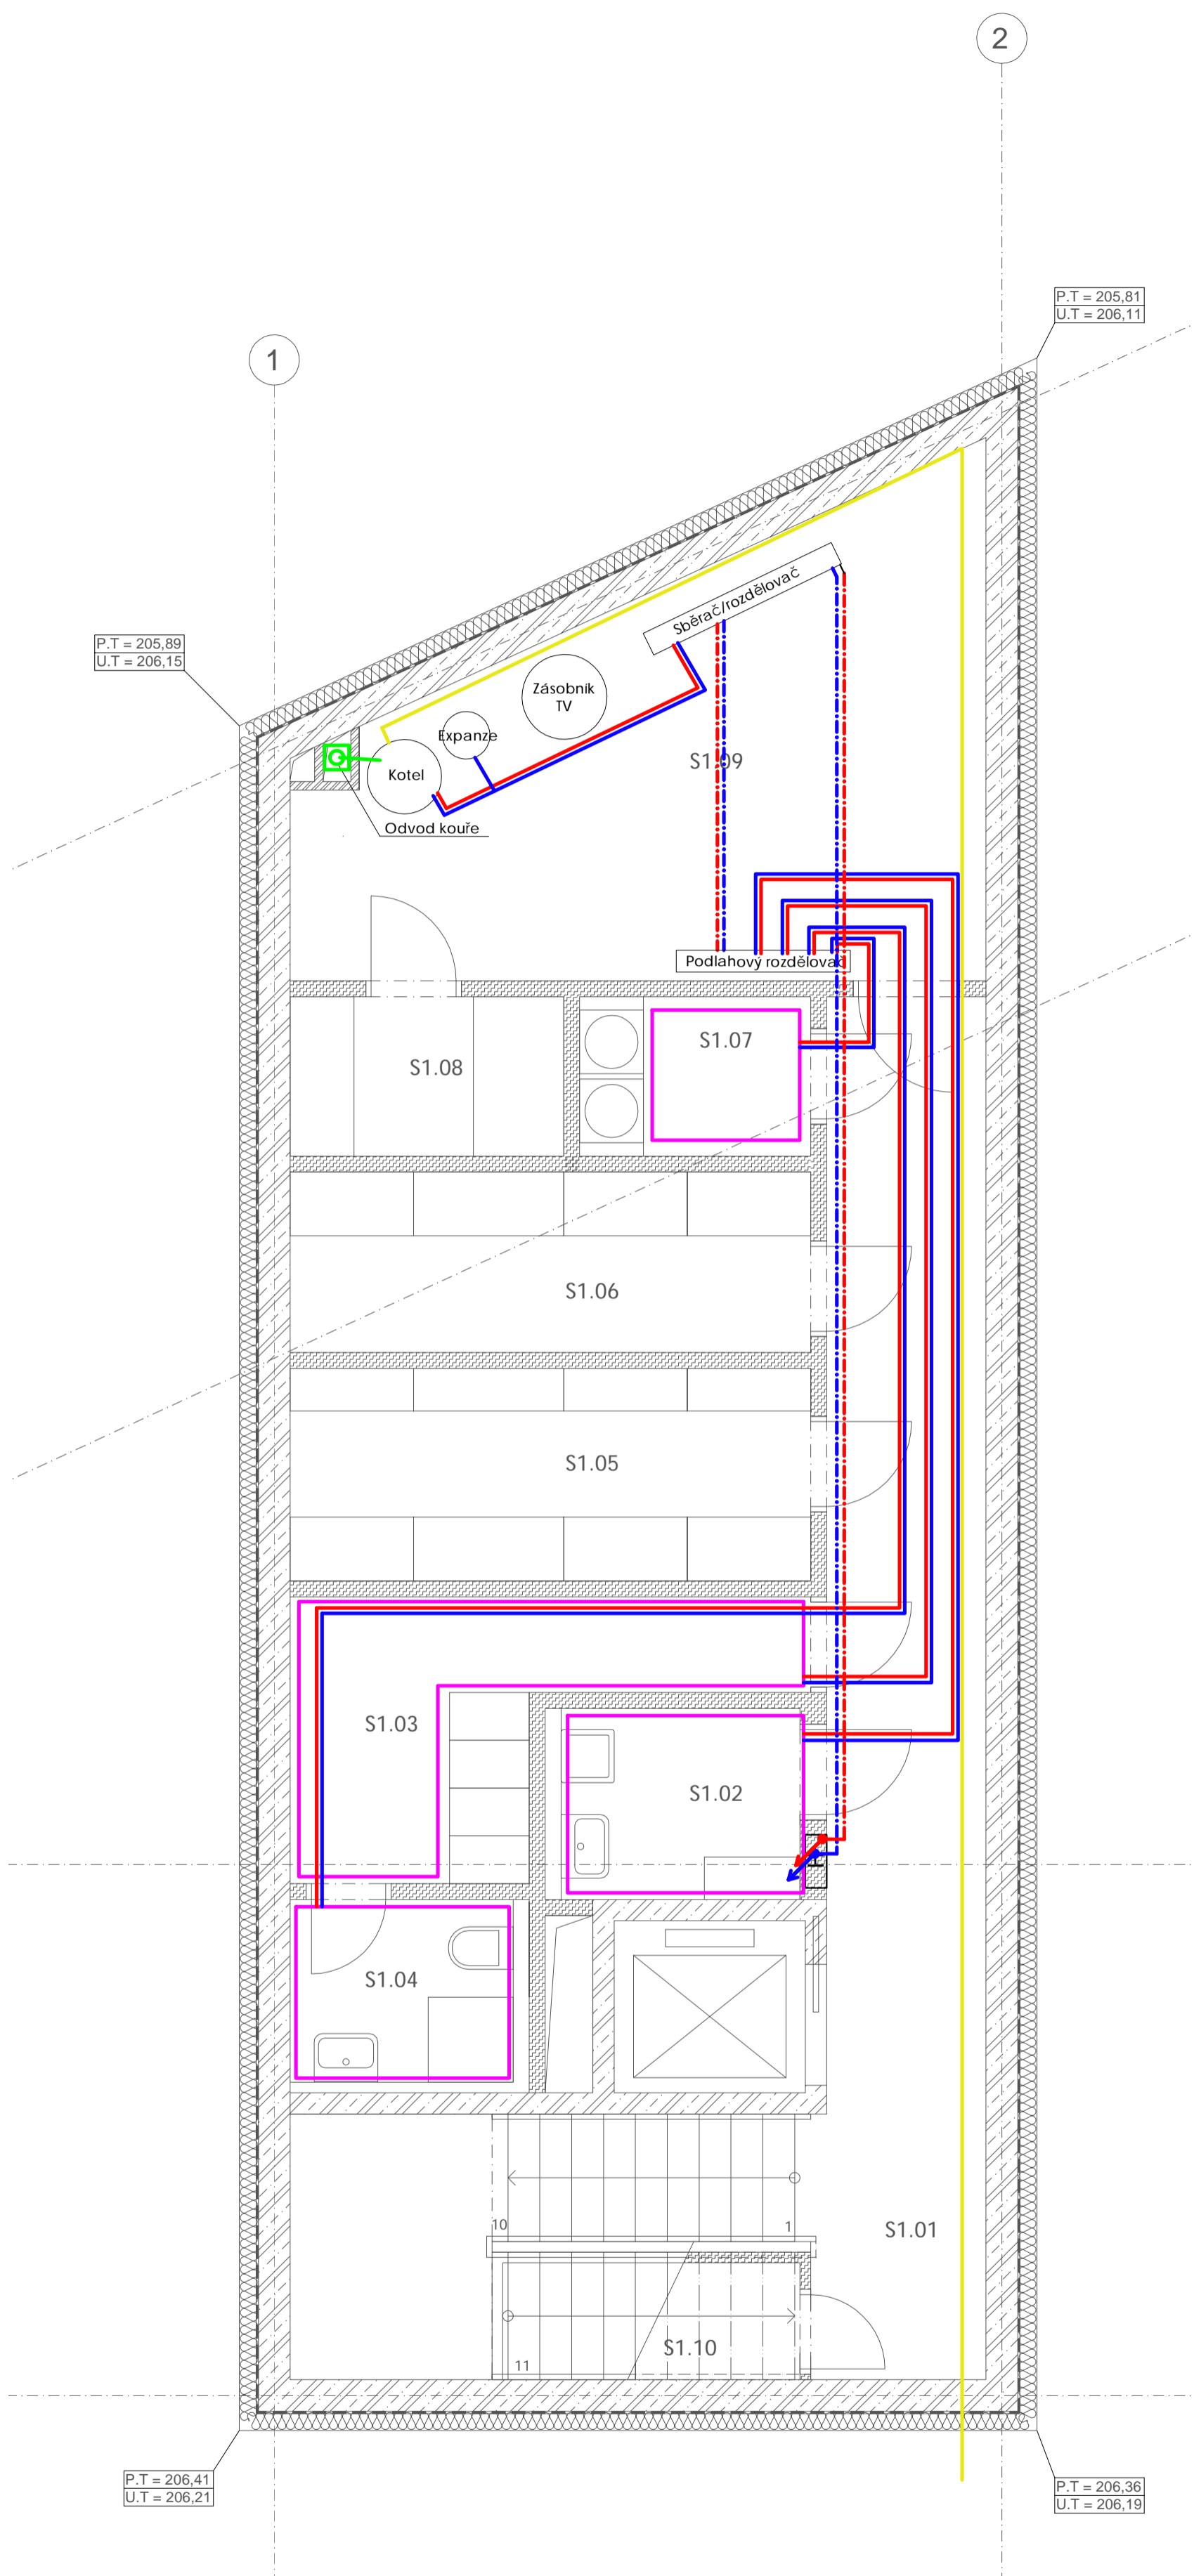 2
P.T = 205,81
U.T = 206,11
1
Sběrač/rozdělovač
P.T = 205,89
U.T = 206,15
Zásobník
TV
Expanze
S1.09
Kotel
Odvod kouře
Podlahový rozdělovač
S1.07
S1.08
S1.06
S1.05
S1.03
S1.02
S1.04
10
1
S1.01
S1.10
11
P.T = 206,41
U.T = 206,21
P.T = 206,36
U.T = 206,19